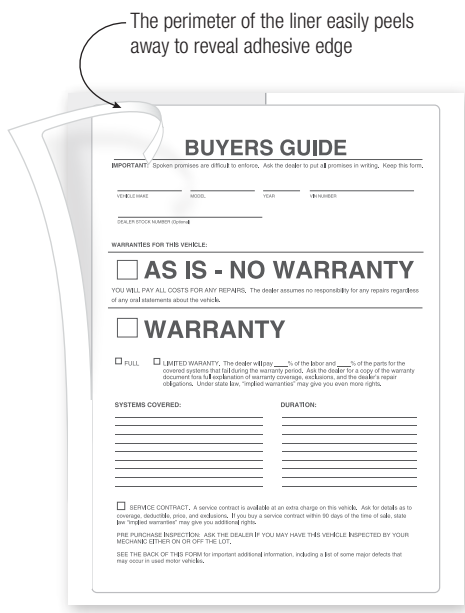 The perimeter of the liner easily peels
away to reveal adhesive edge
BUYERS GUIDE
IMPORTANT: Spoken promises are difficult to enforce. Ask the dealer to put all promises in writing. Keep this form.
VEHICLE MAKE MODEL YEAR VIN NUMBER
DEALER STOCK NUMBER (Optional)
WARRANTIES FOR THIS VEHICLE:
AS IS - NO WARRANTY
YOU WILL PAY ALL COSTS FOR ANY REPAIRS. The dealer assumes no responsibility for any repairs regardless
of any oral statements about the vehicle.
WARRANTY
FULL LIMITED WARRANTY. The dealer will pay ____% of the labor and ____% of the parts for the
covered systems that fail during the warranty period. Ask the dealer for a copy of the warranty
document for a full explanation of warranty coverage, exclusions, and the dealer's repair
obligations. Under state law, "implied warranties" may give you even more rights.
SYSTEMS COVERED: DURATION:
SERVICE CONTRACT. A service contract is available at an extra charge on this vehicle. Ask for details as to
coverage, deductible, price, and exclusions. If you buy a service contract within 90 days of the time of sale, state
law "implied warranties" may give you additional rights.
PRE PURCHASE INSPECTION: ASK THE DEALER IF YOU MAY HAVE THIS VEHICLE INSPECTED BY YOUR
MECHANIC EITHER ON OR OFF THE LOT.
SEE THE BACK OF THIS FORM for important additional information, including a list of some major defects that
may occur in used motor vehicles.